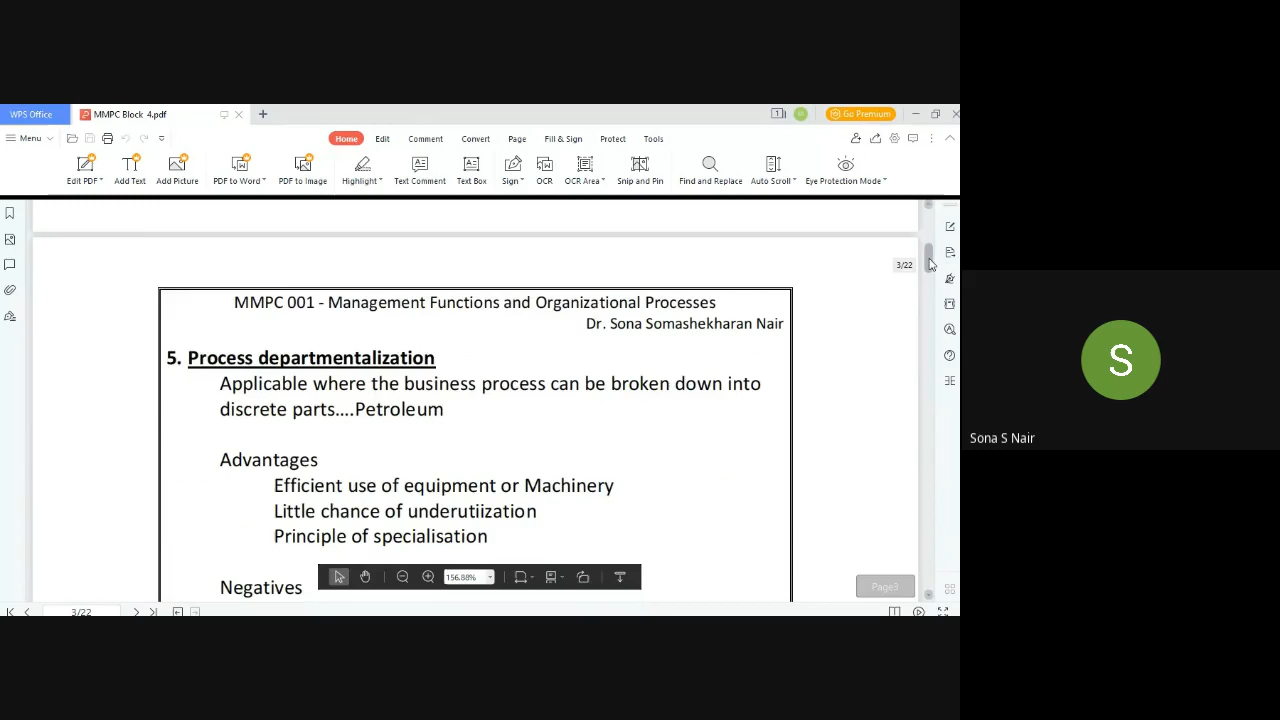 WPS Office
MMPC Block 4.pdf
1
Go Premium
Menu
Home Edit Comment Convert Page Fill & Sign Protect Tools
Edit PDF Add Text Add Picture PDF to Word PDF to Image Highlight Text Comment Text Box Sign OCR OCR Area Snip and Pin Find and Replace Auto Scroll Eye Protection Mode
3/22
MMPC 001 - Management Functions and Organizational Processes
Dr. Sona Somashekharan Nair
5. Process departmentalization
Applicable where the business process can be broken down into
discrete parts....Petroleum
Advantages
Efficient use of equipment or Machinery
Little chance of underutiization
Principle of specialisation
Negatives
156.88%
Page3
3/22
S
Sona S Nair